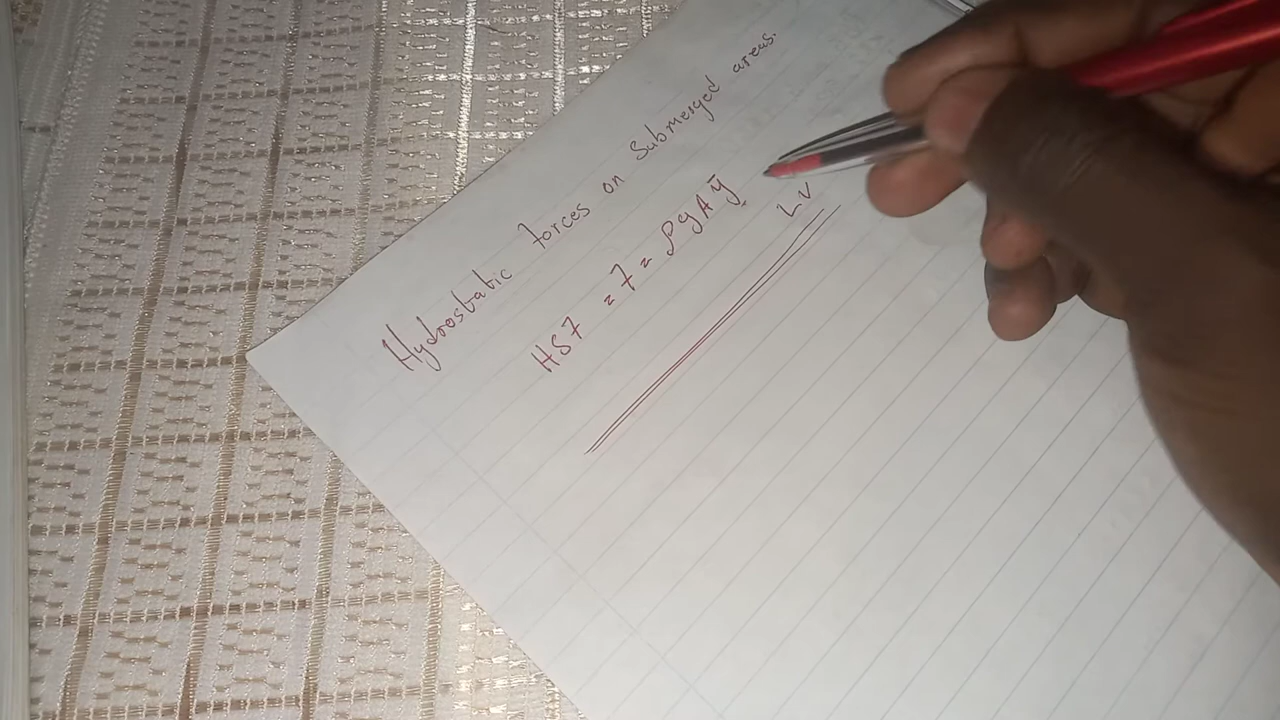 Hydrostatic forces on Submerged areas.
HSF = F = ρgAȳ
LV